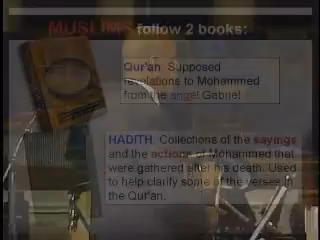 MUSLIMS follow 2 books:
Qur'an. Supposed
revelations to Mohammed
from the angel Gabriel
HADITH. Collections of the sayings
and the actions of Mohammed that
were gathered after his death. Used
to help clarify some of the verses in
the Qur'an.